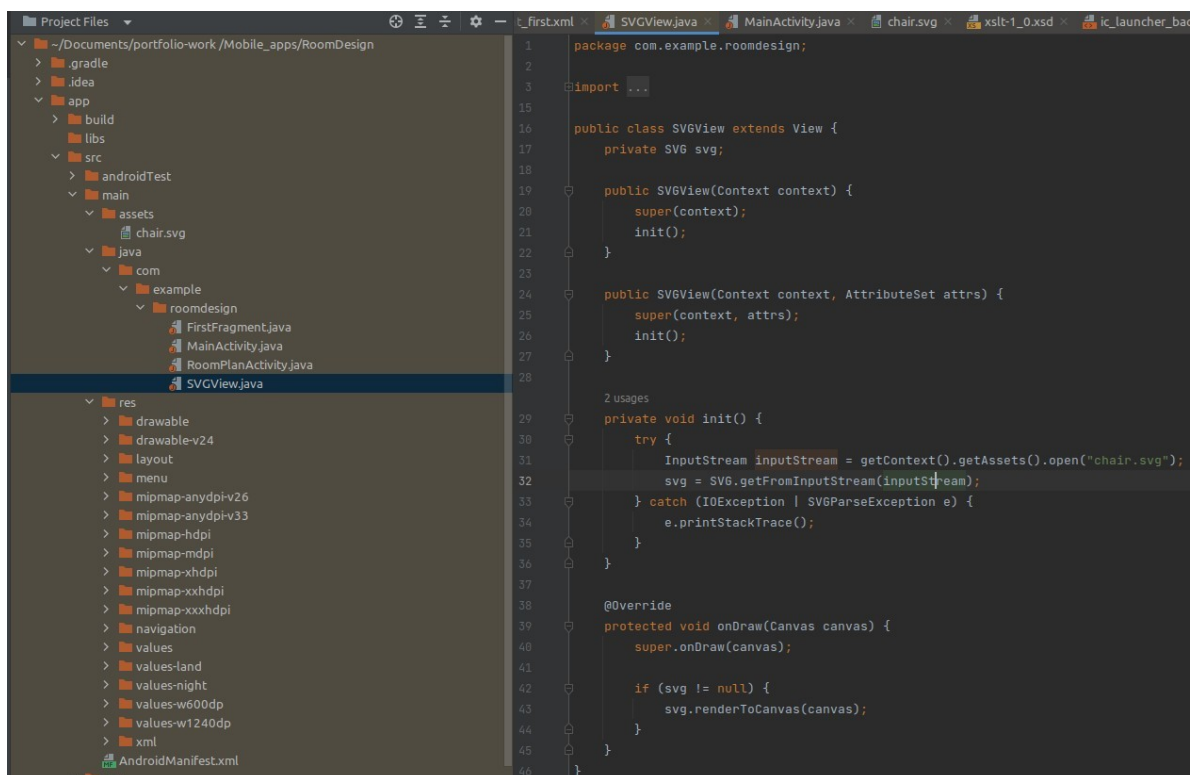 Project Files
t_first.xml SVGView.java MainActivity.java chair.svg xslt-1_0.xsd ic_launcher_bac
~/Documents/portfolio-work /Mobile_apps/RoomDesign
.gradle
.idea
app
build
libs
src
androidTest
main
assets
chair.svg
java
com
example
roomdesign
FirstFragment.java
MainActivity.java
RoomPlanActivity.java
SVGView.java
res
drawable
drawable-v24
layout
menu
mipmap-anydpi-v26
mipmap-anydpi-v33
mipmap-hdpi
mipmap-mdpi
mipmap-xhdpi
mipmap-xxhdpi
mipmap-xxxhdpi
navigation
values
values-land
values-night
values-w600dp
values-w1240dp
xml
AndroidManifest.xml
1 package com.example.roomdesign;
2
3 import ...
15
16 public class SVGView extends View {
17 private SVG svg;
18
19 public SVGView(Context context) {
20 super(context);
21 init();
22 }
23
24 public SVGView(Context context, AttributeSet attrs) {
25 super(context, attrs);
26 init();
27 }
28
2 usages
29 private void init() {
30 try {
31 InputStream inputStream = getContext().getAssets().open("chair.svg");
32 svg = SVG.getFromInputStream(inputStream);
33 } catch (IOException | SVGParseException e) {
34 e.printStackTrace();
35 }
36 }
37
38 @Override
39 protected void onDraw(Canvas canvas) {
40 super.onDraw(canvas);
41
42 if (svg != null) {
43 svg.renderToCanvas(canvas);
44 }
45 }
46 }